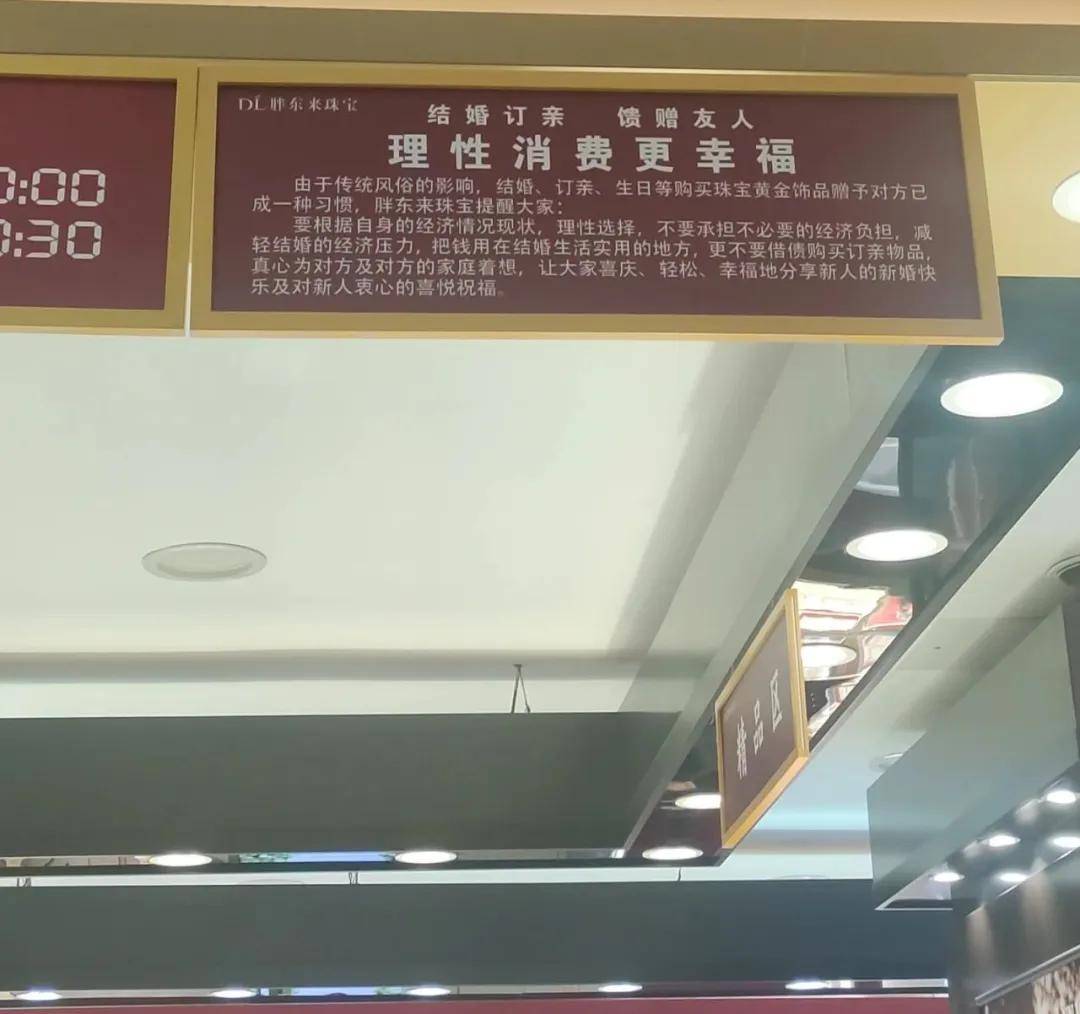 0:00
0:30
DL 胖东来珠宝
结婚订亲 馈赠友人
理性消费更幸福
由于传统风俗的影响，结婚、订亲、生日等购买珠宝黄金饰品赠予对方已
成一种习惯，胖东来珠宝提醒大家：
要根据自身的经济情况现状，理性选择，不要承担不必要的经济负担，减
轻结婚的经济压力，把钱用在结婚生活实用的地方，更不要借债购买订亲物品，
真心为对方及对方的家庭着想，让大家喜庆、轻松、幸福地分享新人的新婚快
乐及对新人衷心的喜悦祝福。
精品区